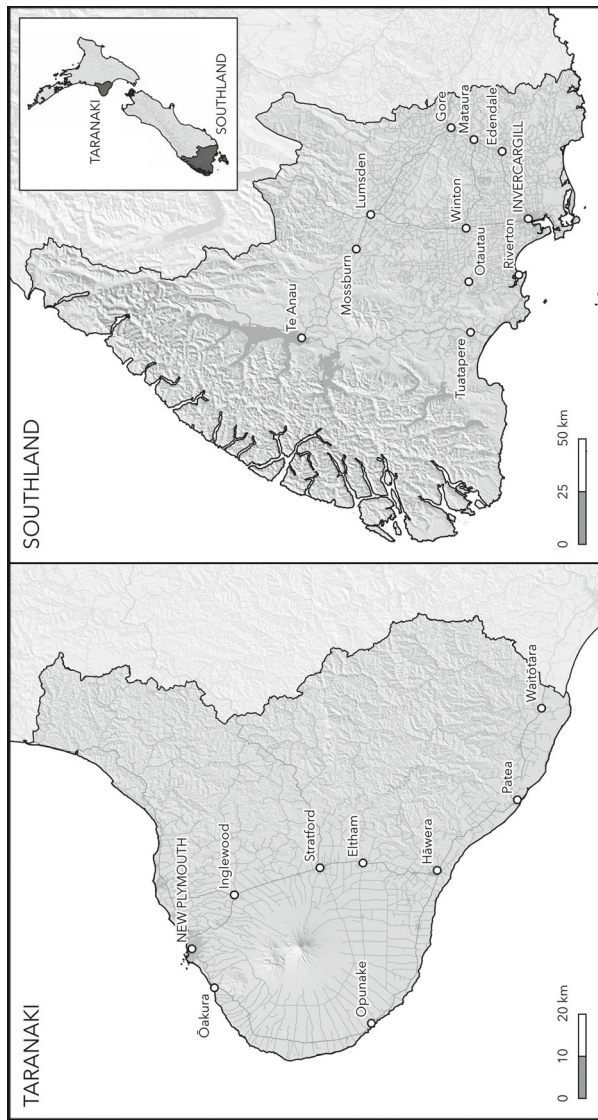 TARANAKI
NEW PLYMOUTH
Ōakura
Inglewood
Stratford
Eltham
Opunake
Hāwera
Patea
Waitōtara
0 10 20 km
SOUTHLAND
TARANAKI
SOUTHLAND
Te Anau
Mossburn
Lumsden
Gore
Mataura
Edendale
Winton
Otautau
INVERCARGILL
Riverton
Tuatapere
0 25 50 km